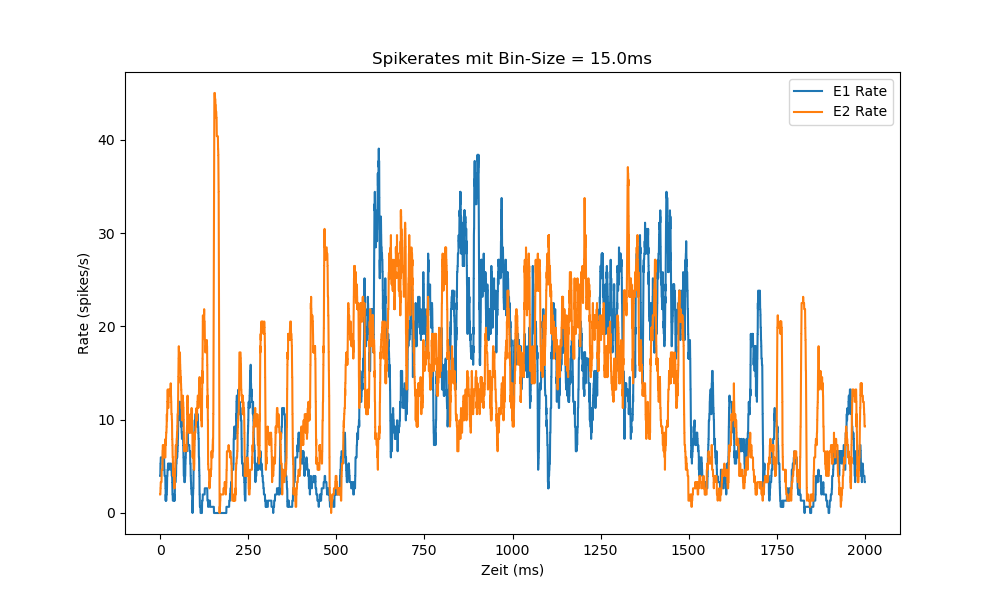 Spikerates mit Bin-Size = 15.0ms
E1 Rate
E2 Rate
40
30
20
10
0
Rate (spikes/s)
0 250 500 750 1000 1250 1500 1750 2000
Zeit (ms)